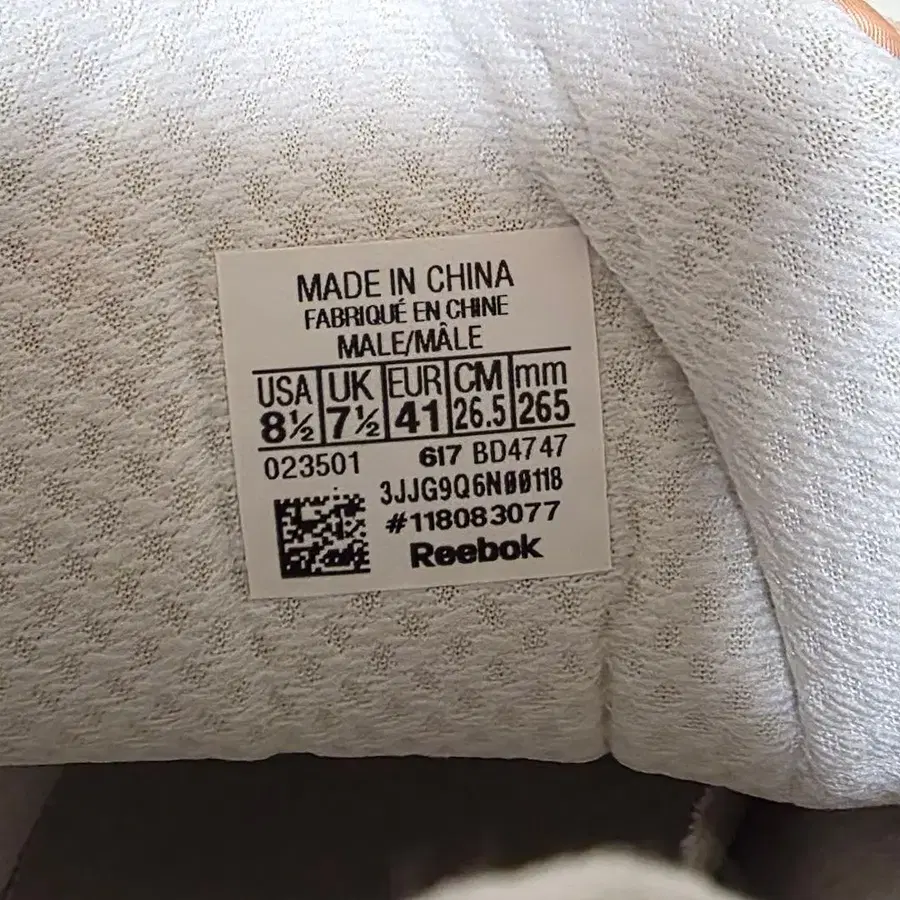 MADE IN CHINA
FABRIQUÉ EN CHINE
MALE/MÂLE
USA UK EUR CM mm
8½ 7½ 41 26.5 265
023501 617 BD4747
3JJG9Q6N00118
#118083077
Reebok